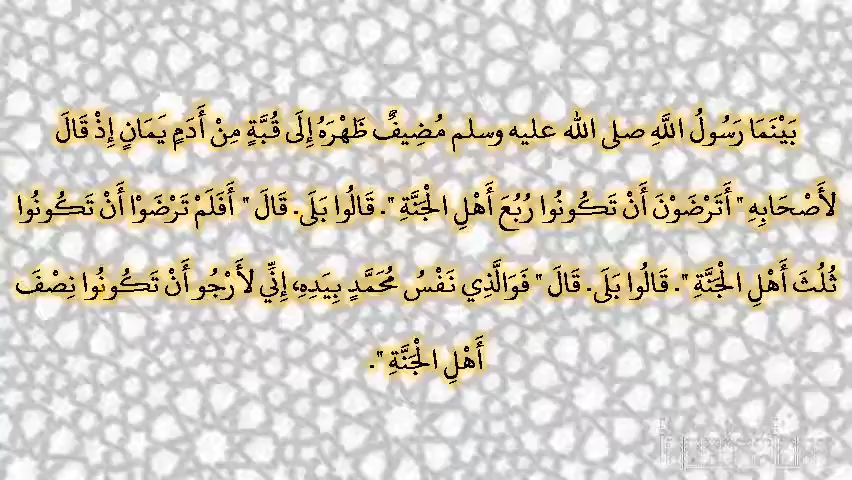 بَيْنَمَا رَسُولُ اللَّهِ صلى الله عليه وسلم مُضِيفٌ ظَهْرَهُ إِلَى قُبَّةٍ مِنْ أَدَمٍ يَمَانٍ إِذْ قَالَ
لأَصْحَابِهِ " أَتَرْضَوْنَ أَنْ تَكُونُوا رُبُعَ أَهْلِ الْجَنَّةِ ". قَالُوا بَلَى. قَالَ " أَفَلَمْ تَرْضَوْا أَنْ تَكُونُوا
ثُلُثَ أَهْلِ الْجَنَّةِ ". قَالُوا بَلَى. قَالَ " فَوَالَّذِي نَفْسُ مُحَمَّدٍ بِيَدِهِ، إِنِّي لأَرْجُو أَنْ تَكُونُوا نِصْفَ
أَهْلِ الْجَنَّةِ ".